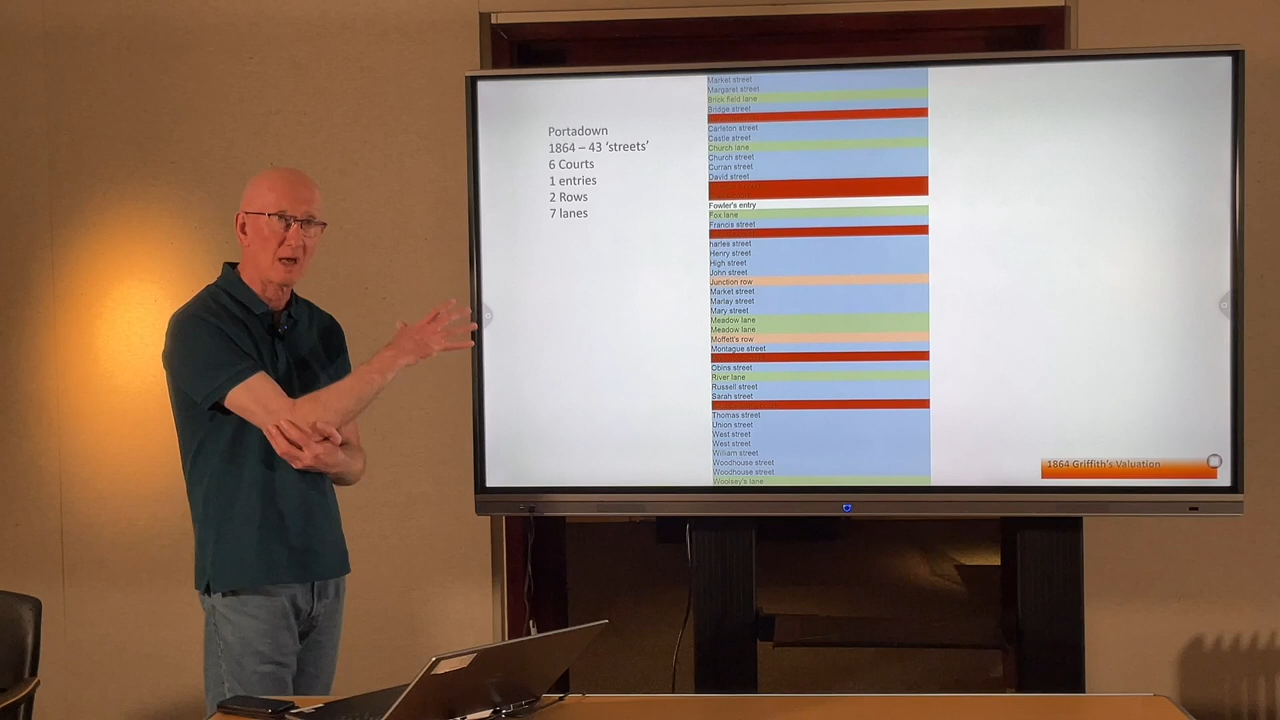 Portadown
1864 – 43 'streets'
6 Courts
1 entries
2 Rows
7 lanes
Market street
Margaret street
Brick field lane
Bridge street
Carleton street
Castle street
Church lane
Church street
Curran street
David street
Fowler's entry
Fox lane
Francis street
harles street
Henry street
High street
John street
Junction row
Market street
Marlay street
Mary street
Meadow lane
Meadow lane
Moffett's row
Montague street
Obins street
River lane
Russell street
Sarah street
Thomas street
Union street
West street
West street
William street
Woodhouse street
Woodhouse street
Woolsey's lane
1864 Griffith's Valuation